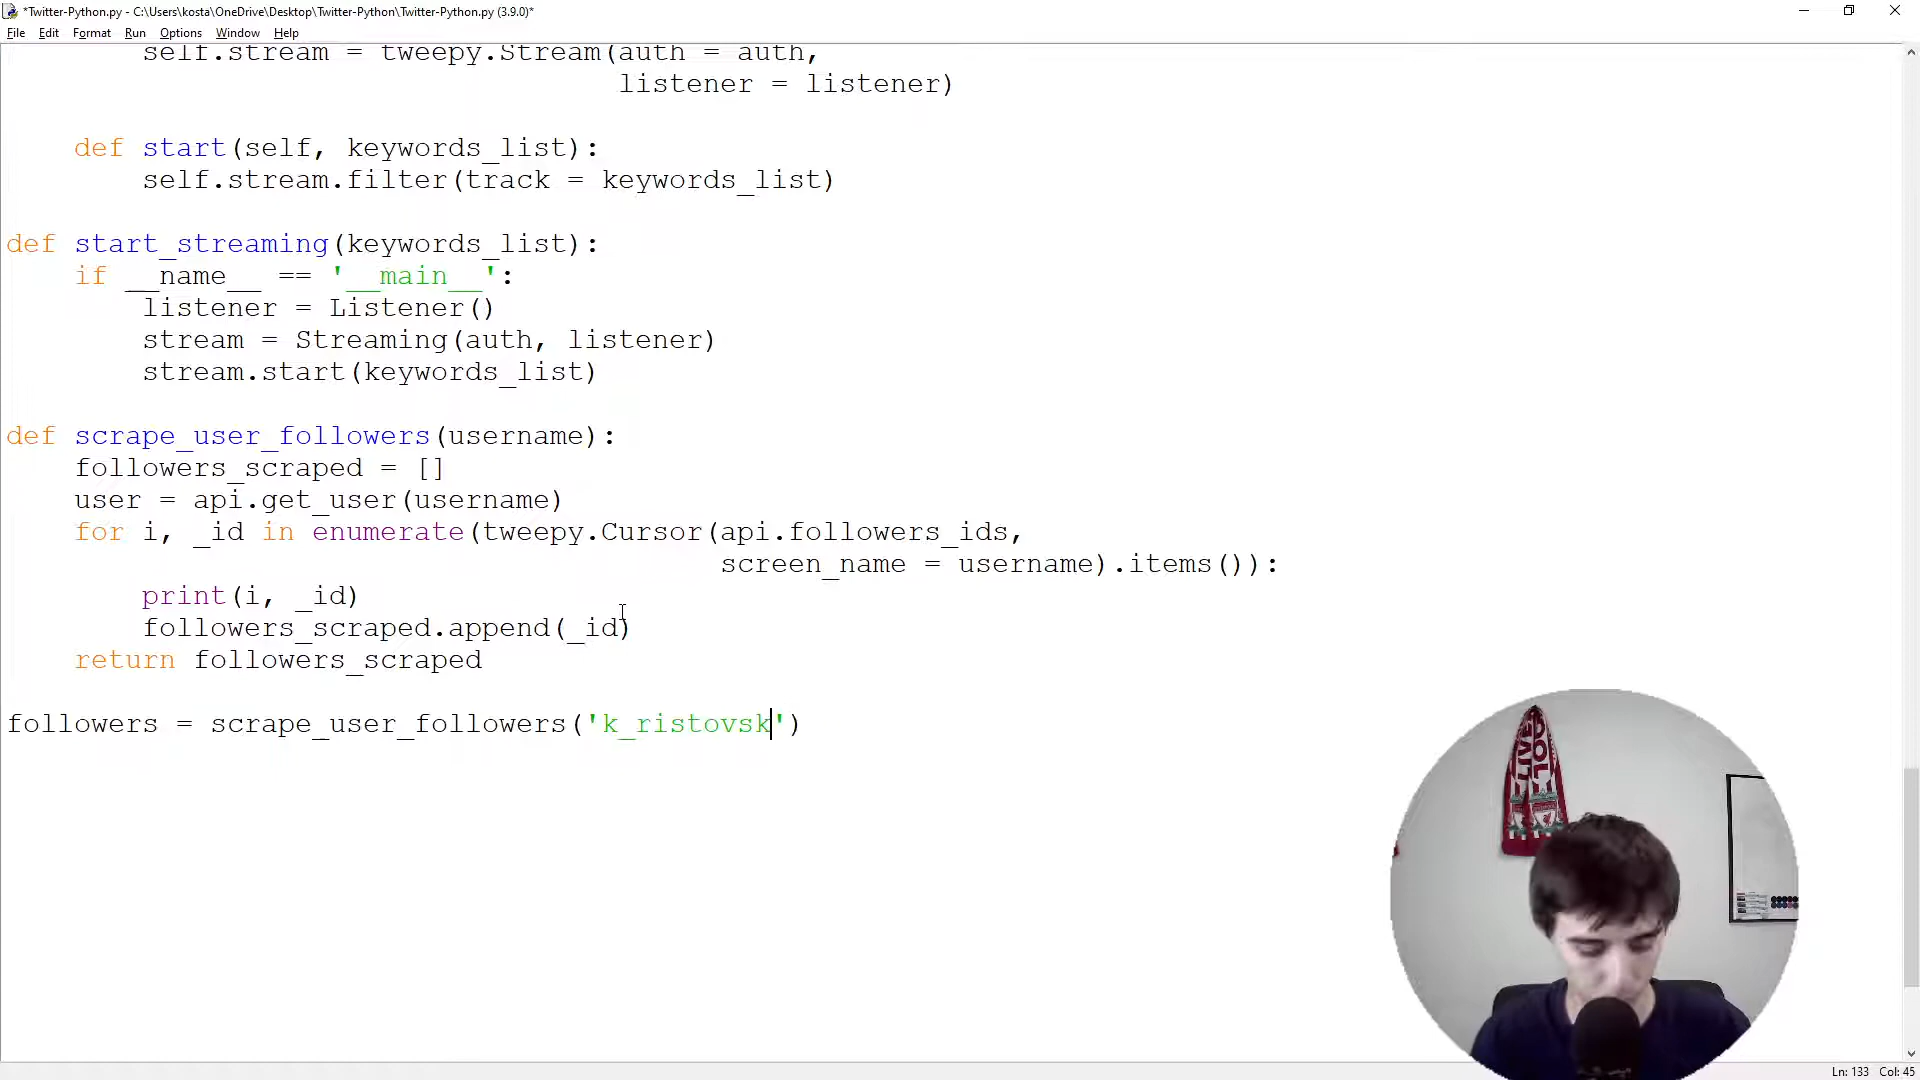 *Twitter-Python.py - C:\Users\kosta\OneDrive\Desktop\Twitter-Python\Twitter-Python.py (3.9.0)*
File Edit Format Run Options Window Help
self.stream = tweepy.Stream(auth = auth,
listener = listener)
def start(self, keywords_list):
self.stream.filter(track = keywords_list)
def start_streaming(keywords_list):
if __name__ == '__main__':
listener = Listener()
stream = Streaming(auth, listener)
stream.start(keywords_list)
def scrape_user_followers(username):
followers_scraped = []
user = api.get_user(username)
for i, _id in enumerate(tweepy.Cursor(api.followers_ids,
screen_name = username).items()):
print(i, _id)
followers_scraped.append(_id)
return followers_scraped
followers = scrape_user_followers('k_ristovsk')
Ln: 133 Col: 45